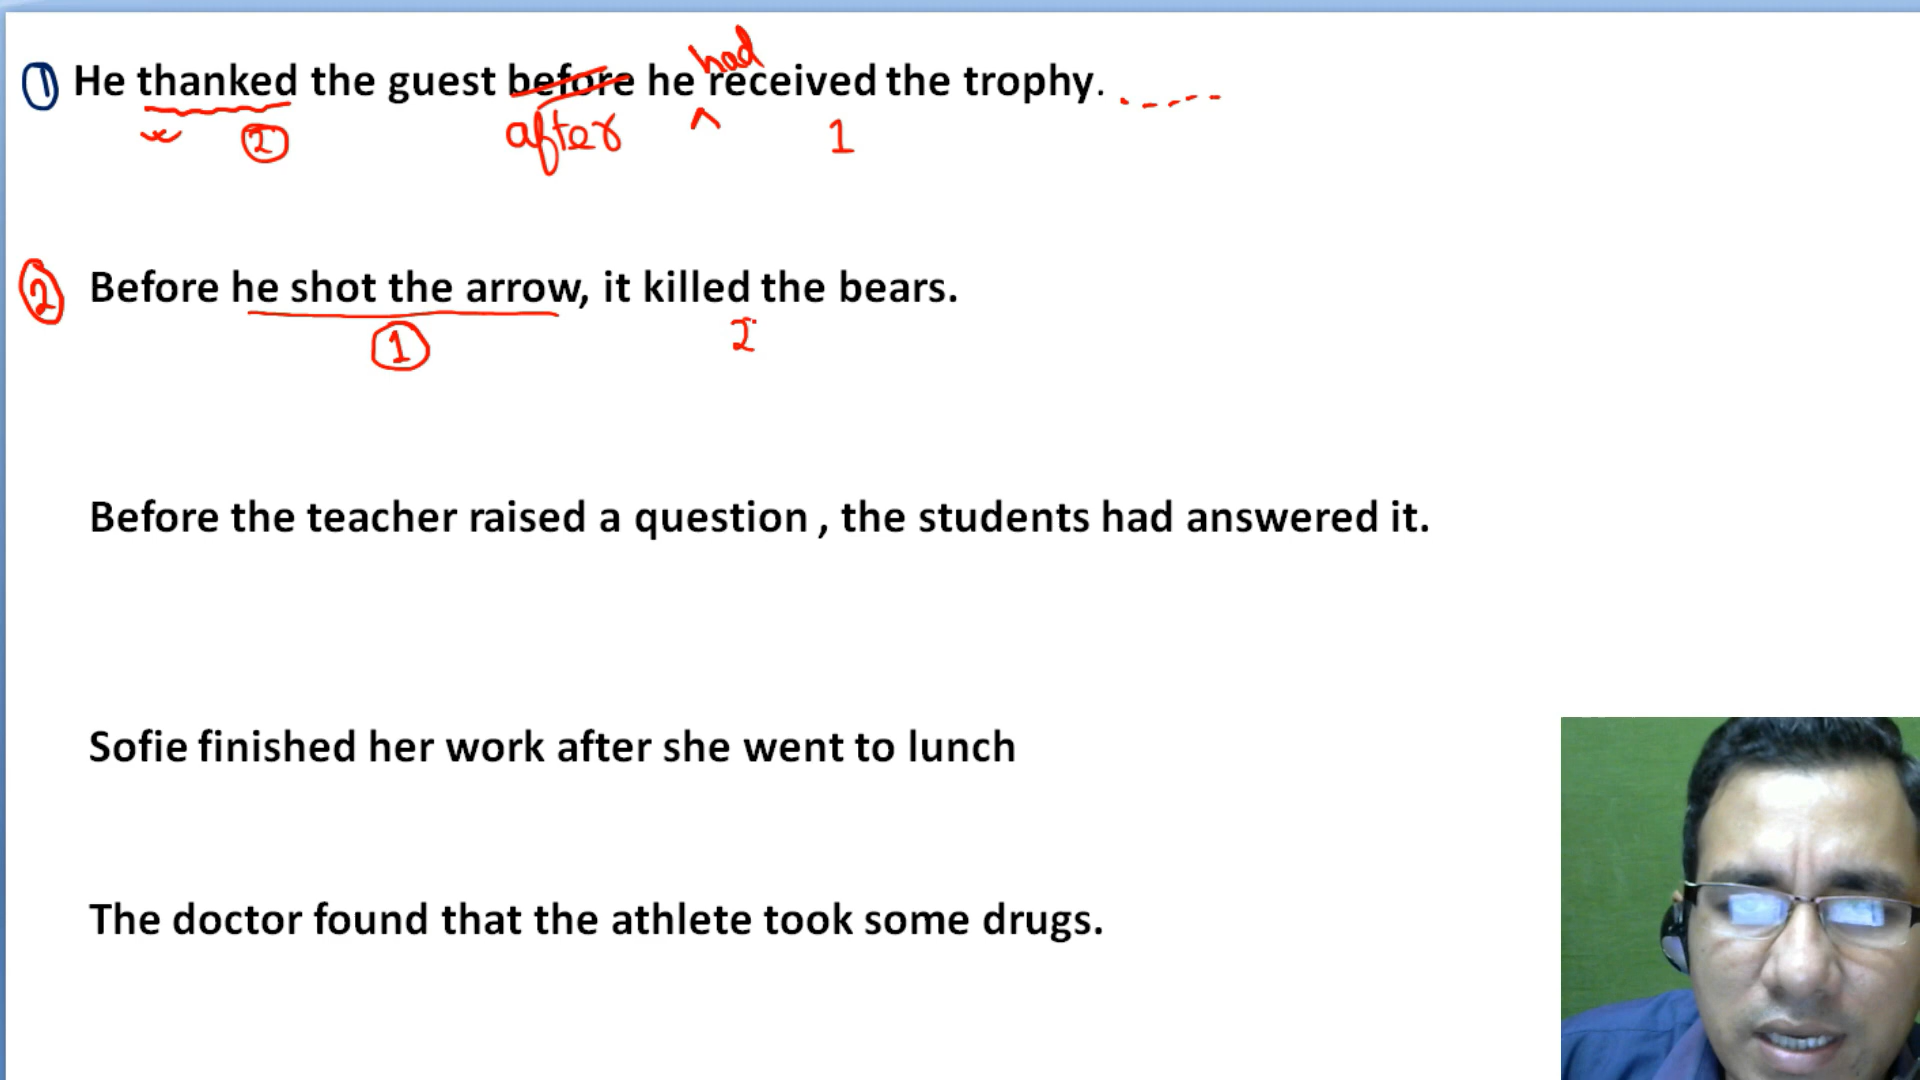 had
① He thanked the guest before he received the trophy.
② after ^ 1
② Before he shot the arrow, it killed the bears.
① 2
Before the teacher raised a question , the students had answered it.
Sofie finished her work after she went to lunch
The doctor found that the athlete took some drugs.